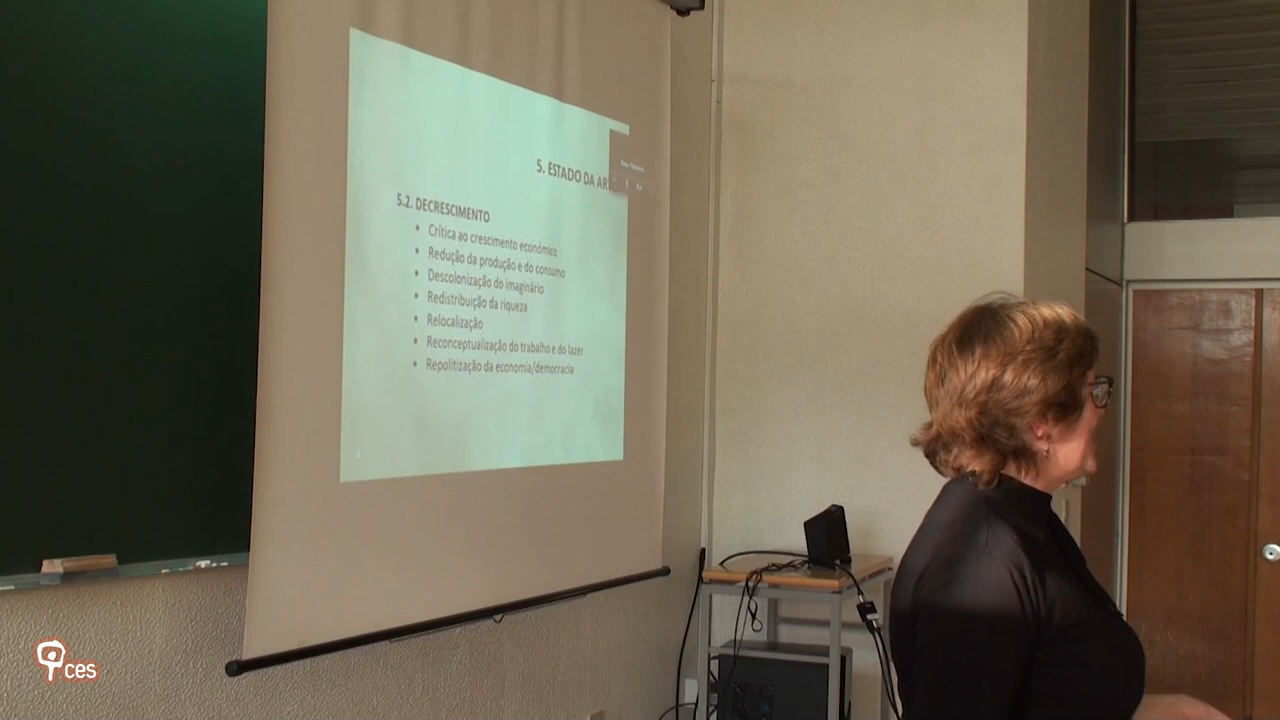 5. ESTADO DA AR
5.2. DECRESCIMENTO
• Crítica ao crescimento económico
• Redução da produção e do consumo
• Descolonização do imaginário
• Redistribuição da riqueza
• Relocalização
• Reconceptualização do trabalho e do lazer
• Repolitização da economia/democracia
ces